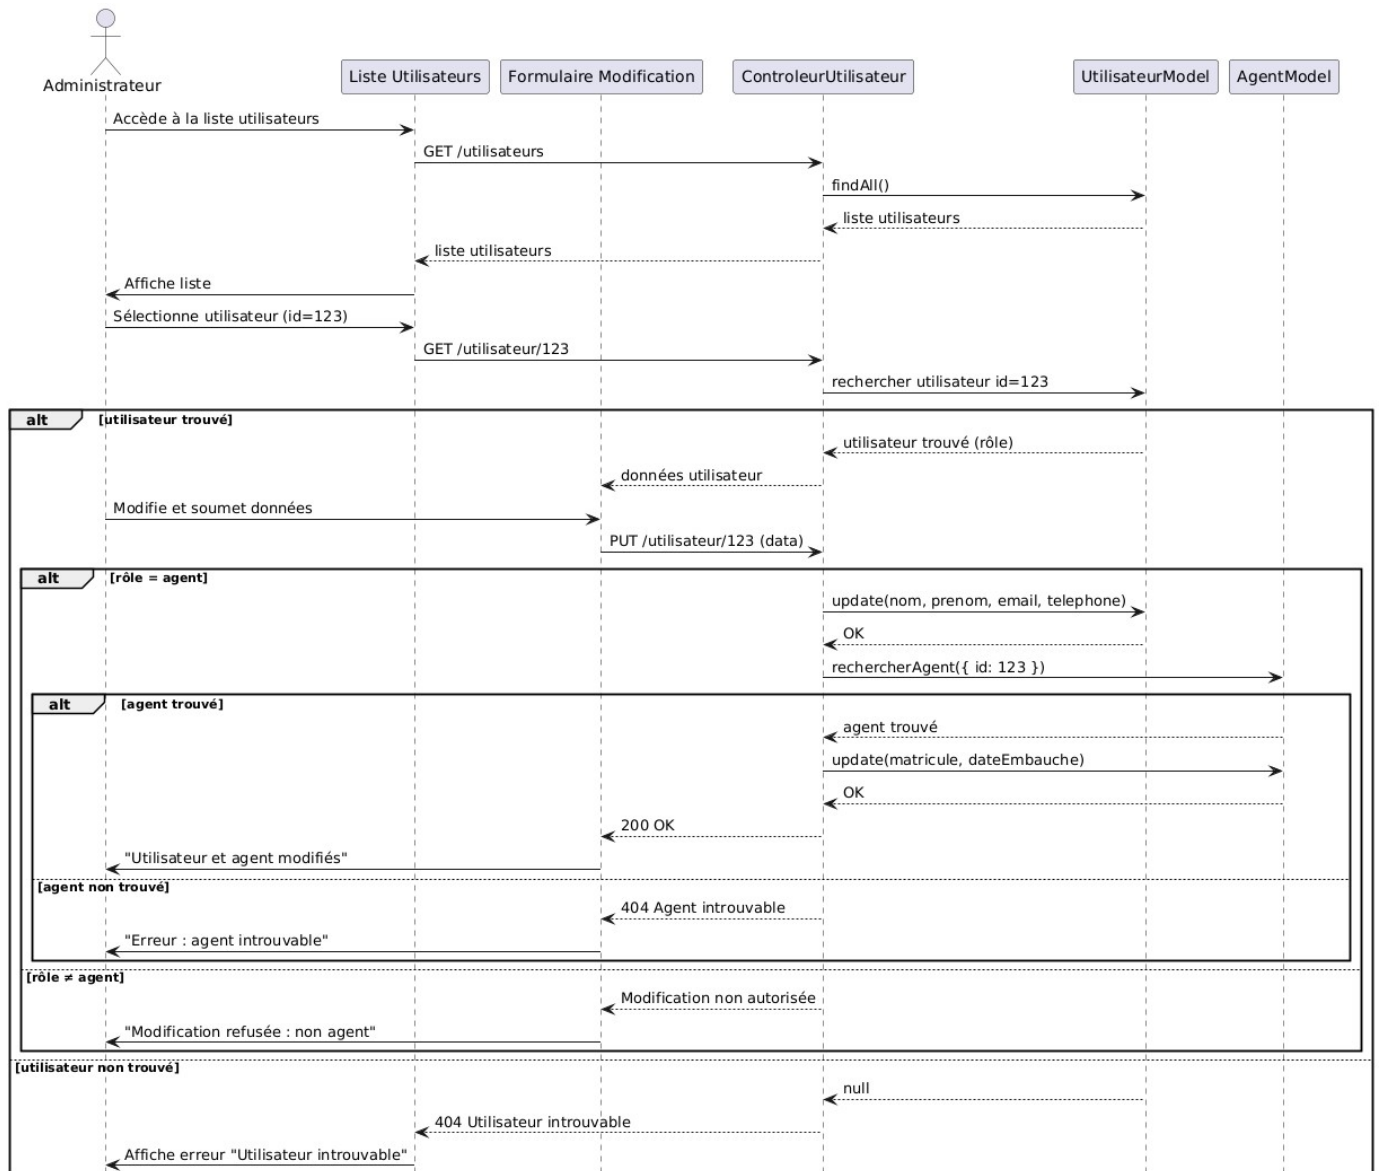 Administrateur
Liste Utilisateurs
Formulaire Modification
ControleurUtilisateur
UtilisateurModel
AgentModel
Accède à la liste utilisateurs
GET /utilisateurs
findAll()
liste utilisateurs
liste utilisateurs
Affiche liste
Sélectionne utilisateur (id=123)
GET /utilisateur/123
rechercher utilisateur id=123
alt [utilisateur trouvé]
utilisateur trouvé (rôle)
données utilisateur
Modifie et soumet données
PUT /utilisateur/123 (data)
alt [rôle = agent]
update(nom, prenom, email, telephone)
OK
rechercherAgent({ id: 123 })
alt [agent trouvé]
agent trouvé
update(matricule, dateEmbauche)
OK
200 OK
"Utilisateur et agent modifiés"
[agent non trouvé]
404 Agent introuvable
"Erreur : agent introuvable"
[rôle ≠ agent]
Modification non autorisée
"Modification refusée : non agent"
[utilisateur non trouvé]
null
404 Utilisateur introuvable
Affiche erreur "Utilisateur introuvable"